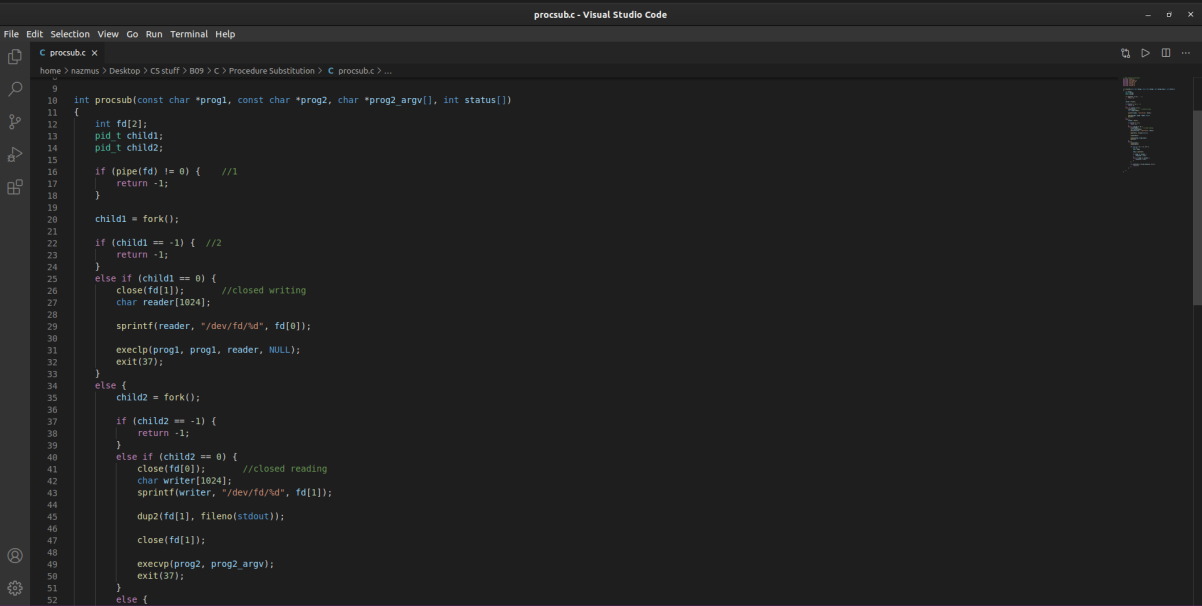 procsub.c - Visual Studio Code
File Edit Selection View Go Run Terminal Help
C procsub.c
home > nazmus > Desktop > CS stuff > B09 > C > Procedure Substitution > C procsub.c > ...
9
10 int procsub(const char *prog1, const char *prog2, char *prog2_argv[], int status[])
11 {
12 int fd[2];
13 pid_t child1;
14 pid_t child2;
15
16 if (pipe(fd) != 0) { //1
17 return -1;
18 }
19
20 child1 = fork();
21
22 if (child1 == -1) { //2
23 return -1;
24 }
25 else if (child1 == 0) {
26 close(fd[1]); //closed writing
27 char reader[1024];
28
29 sprintf(reader, "/dev/fd/%d", fd[0]);
30
31 execlp(prog1, prog1, reader, NULL);
32 exit(37);
33 }
34 else {
35 child2 = fork();
36
37 if (child2 == -1) {
38 return -1;
39 }
40 else if (child2 == 0) {
41 close(fd[0]); //closed reading
42 char writer[1024];
43 sprintf(writer, "/dev/fd/%d", fd[1]);
44
45 dup2(fd[1], fileno(stdout));
46
47 close(fd[1]);
48
49 execvp(prog2, prog2_argv);
50 exit(37);
51 }
52 else {